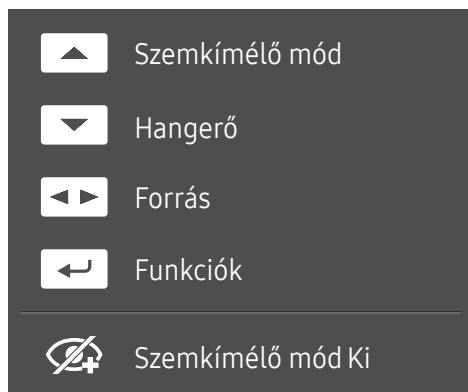 Szemkímélő mód
Hangerő
Forrás
Funkciók
Szemkímélő mód Ki